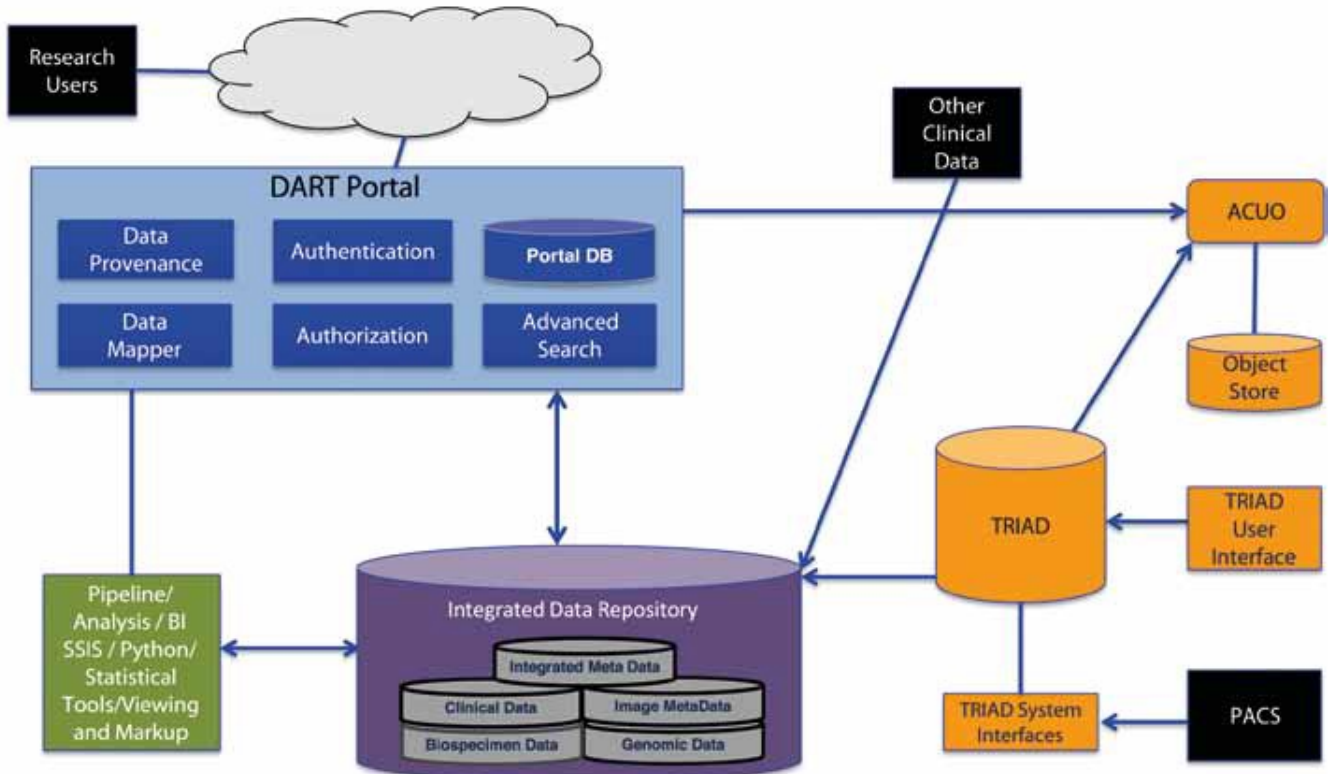 Research
Users
Other
Clinical
Data
DART Portal
Data
Provenance
Authentication
Portal DB
Data
Mapper
Authorization
Advanced
Search
ACUO
Object
Store
TRIAD
TRIAD
User
Interface
Pipeline/
Analysis / BI
SSIS / Python/
Statistical
Tools/Viewing
and Markup
Integrated Data Repository
Integrated Meta Data
Clinical Data
Image MetaData
Biospecimen Data
Genomic Data
TRIAD System
Interfaces
PACS